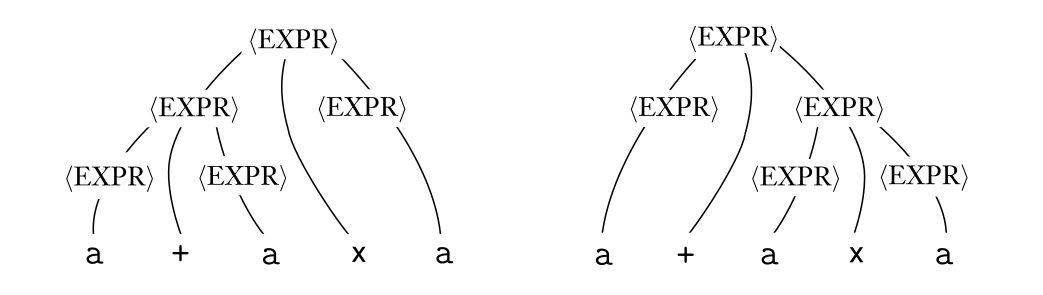 ⟨EXPR⟩ ⟨EXPR⟩
⟨EXPR⟩ ⟨EXPR⟩ ⟨EXPR⟩ ⟨EXPR⟩
⟨EXPR⟩ ⟨EXPR⟩ ⟨EXPR⟩ ⟨EXPR⟩
a + a x a a + a x a